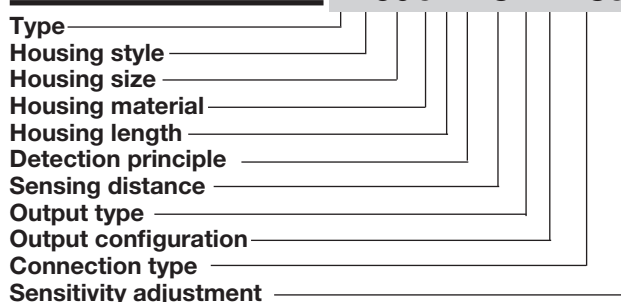 Type
Housing style
Housing size
Housing material
Housing length
Detection principle
Sensing distance
Output type
Output configuration
Connection type
Sensitivity adjustment